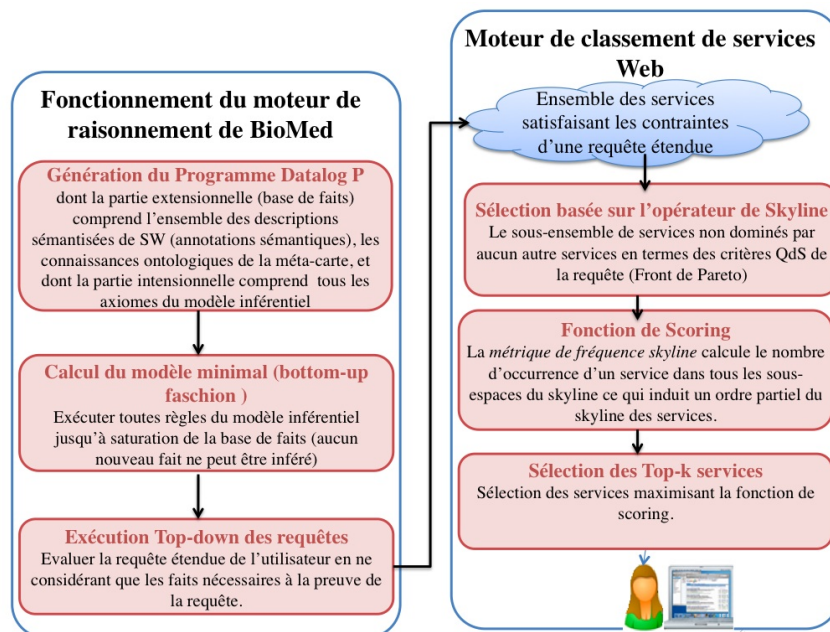 Fonctionnement du moteur de
raisonnement de BioMed
Génération du Programme Datalog P
dont la partie extensionnelle (base de faits)
comprend l'ensemble des descriptions
sémantisées de SW (annotations sémantiques), les
connaissances ontologiques de la méta-carte, et
dont la partie intensionnelle comprend tous les
axiomes du modèle inférentiel
Calcul du modèle minimal (bottom-up
faschion )
Exécuter toutes règles du modèle inférentiel
jusqu'à saturation de la base de faits (aucun
nouveau fait ne peut être inféré)
Exécution Top-down des requêtes
Evaluer la requête étendue de l'utilisateur en ne
considérant que les faits nécessaires à la preuve de
la requête.
Moteur de classement de services
Web
Ensemble des services
satisfaisant les contraintes
d'une requête étendue
Sélection basée sur l'opérateur de Skyline
Le sous-ensemble de services non dominés par
aucun autre services en termes des critères QdS de
la requête (Front de Pareto)
Fonction de Scoring
La métrique de fréquence skyline calcule le nombre
d'occurrence d'un service dans tous les sous-
espaces du skyline ce qui induit un ordre partiel du
skyline des services.
Sélection des Top-k services
Sélection des services maximisant la fonction de
scoring.